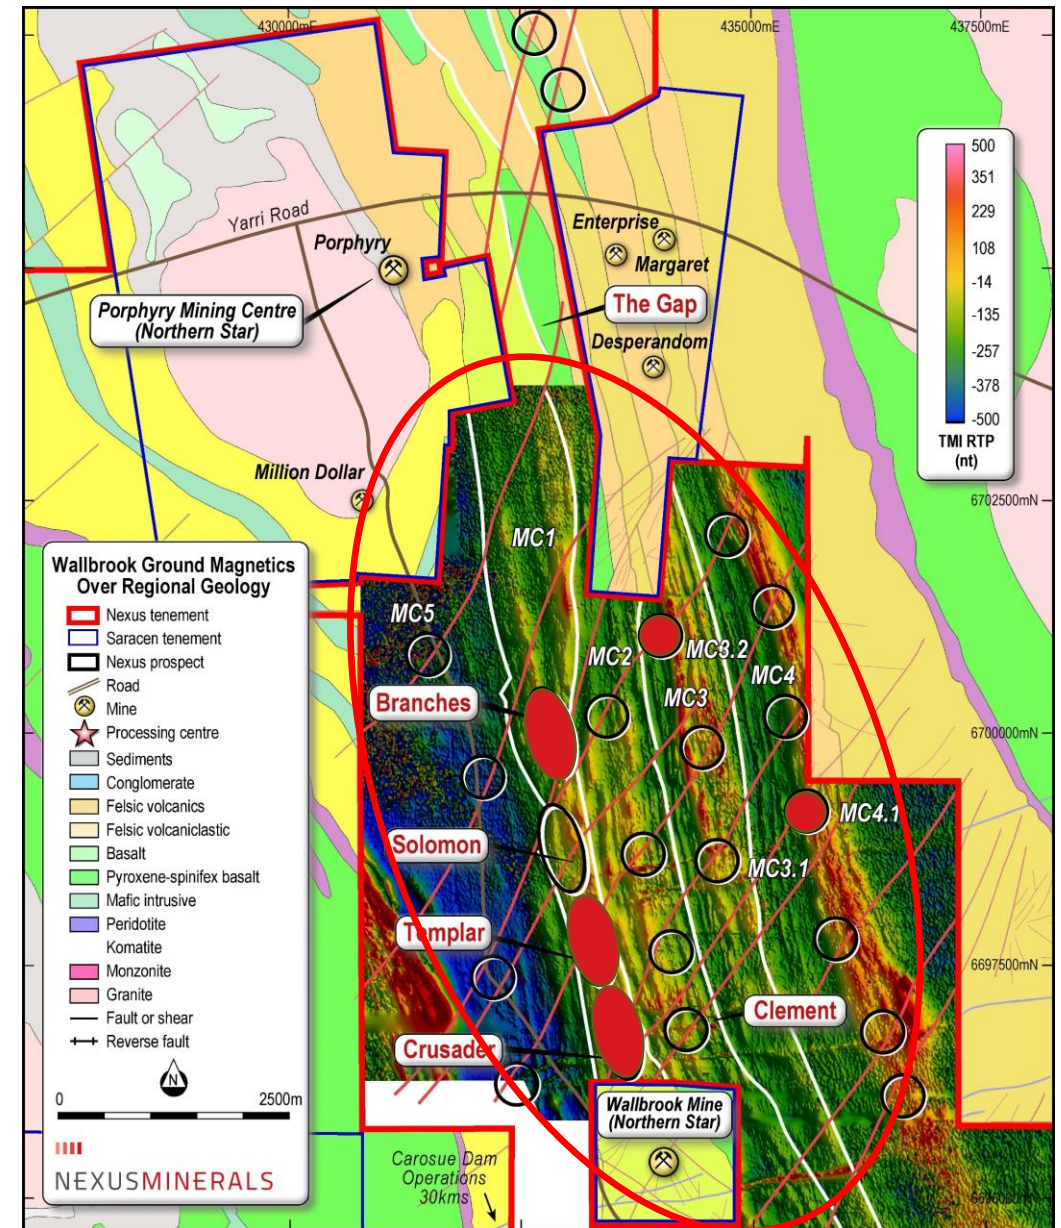 430000mE
435000mE
437500mE
500
351
229
108
-14
-135
-257
-378
-500
TMI RTP
(nt)
Yarri Road
Porphyry
Enterprise
Margaret
The Gap
Porphyry Mining Centre
(Northern Star)
Desperandom
Million Dollar
6702500mN
MC1
MC5
MC2
MC3.2
MC3
MC4
Branches
6700000mN
MC4.1
Solomon
MC3.1
Templar
6697500mN
Clement
Crusader
Wallbrook Mine
(Northern Star)
Carosue Dam
Operations
30kms
6695000mN
Wallbrook Ground Magnetics
Over Regional Geology
Nexus tenement
Saracen tenement
Nexus prospect
Road
Mine
Processing centre
Sediments
Conglomerate
Felsic volcanics
Felsic volcaniclastic
Basalt
Pyroxene-spinifex basalt
Mafic intrusive
Peridotite
Komatite
Monzonite
Granite
Fault or shear
Reverse fault
N
0 2500m
NEXUSMINERALS